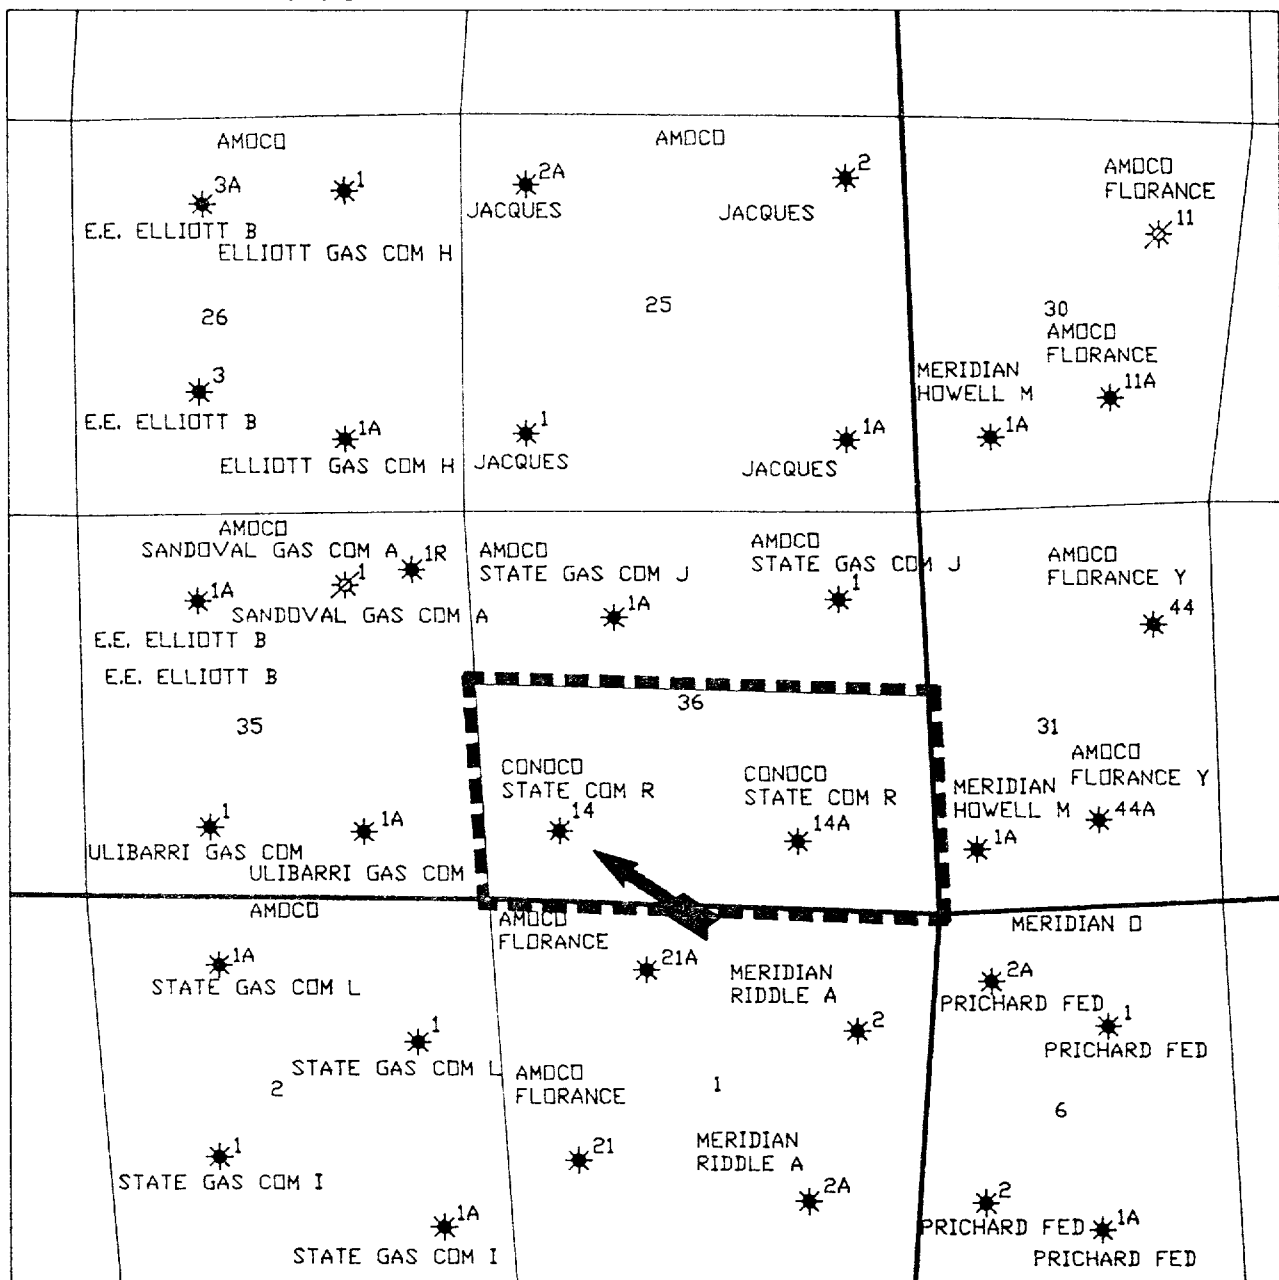 AMOCO
3A
1
E.E. ELLIOTT B
ELLIOTT GAS COM H
26
3
E.E. ELLIOTT B
1A
ELLIOTT GAS COM H
AMOCO
2A
JACQUES
2
JACQUES
25
1
JACQUES
1A
JACQUES
AMOCO
FLORANCE
11
30
AMOCO
FLORANCE
11A
MERIDIAN
HOWELL M
1A
AMOCO
SANDOVAL GAS COM A
1R
1
1A
SANDOVAL GAS COM A
E.E. ELLIOTT B
E.E. ELLIOTT B
35
1
ULIBARRI GAS COM
1A
ULIBARRI GAS COM
AMOCO
STATE GAS COM J
1A
AMOCO
STATE GAS COM J
1
36
CONOCO
STATE COM R
14
CONOCO
STATE COM R
14A
AMOCO
FLORANCE Y
44
31
AMOCO
FLORANCE Y
44A
MERIDIAN
HOWELL M
1A
AMOCO
1A
STATE GAS COM L
1
STATE GAS COM L
2
1
STATE GAS COM I
1A
STATE GAS COM I
AMOCO
FLORANCE
21A
MERIDIAN
RIDDLE A
2
AMOCO
FLORANCE
1
21
MERIDIAN
RIDDLE A
2A
MERIDIAN O
2A
PRICHARD FED
1
PRICHARD FED
6
2
PRICHARD FED
1A
PRICHARD FED